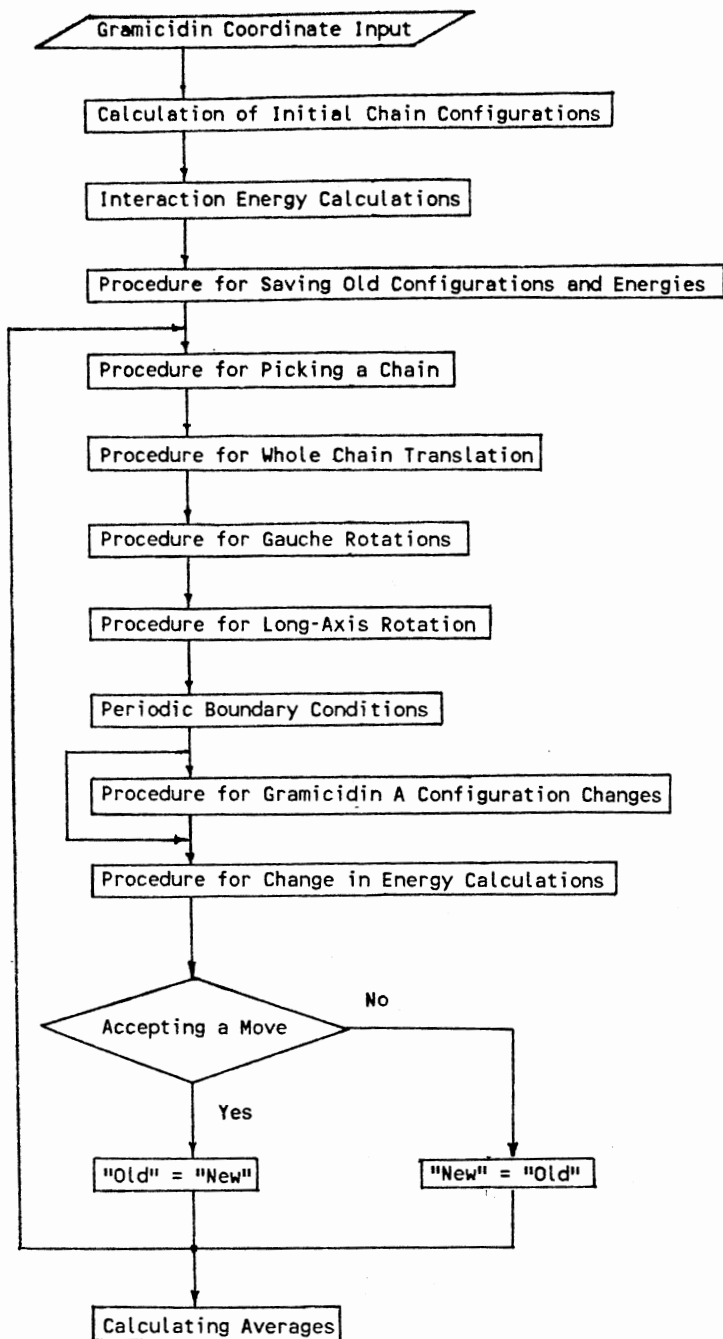 Gramicidin Coordinate Input
Calculation of Initial Chain Configurations
Interaction Energy Calculations
Procedure for Saving Old Configurations and Energies
Procedure for Picking a Chain
Procedure for Whole Chain Translation
Procedure for Gauche Rotations
Procedure for Long-Axis Rotation
Periodic Boundary Conditions
Procedure for Gramicidin A Configuration Changes
Procedure for Change in Energy Calculations
Accepting a Move
No
Yes
"Old" = "New"
"New" = "Old"
Calculating Averages